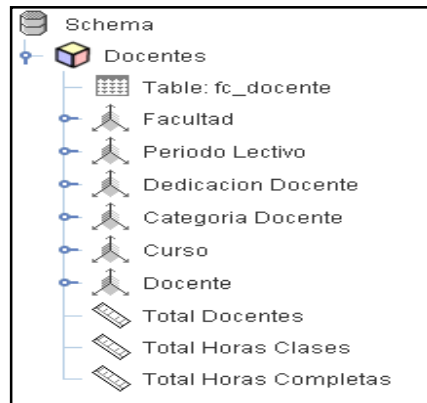 Schema
Docentes
Table: fc_docente
Facultad
Periodo Lectivo
Dedicacion Docente
Categoria Docente
Curso
Docente
Total Docentes
Total Horas Clases
Total Horas Completas